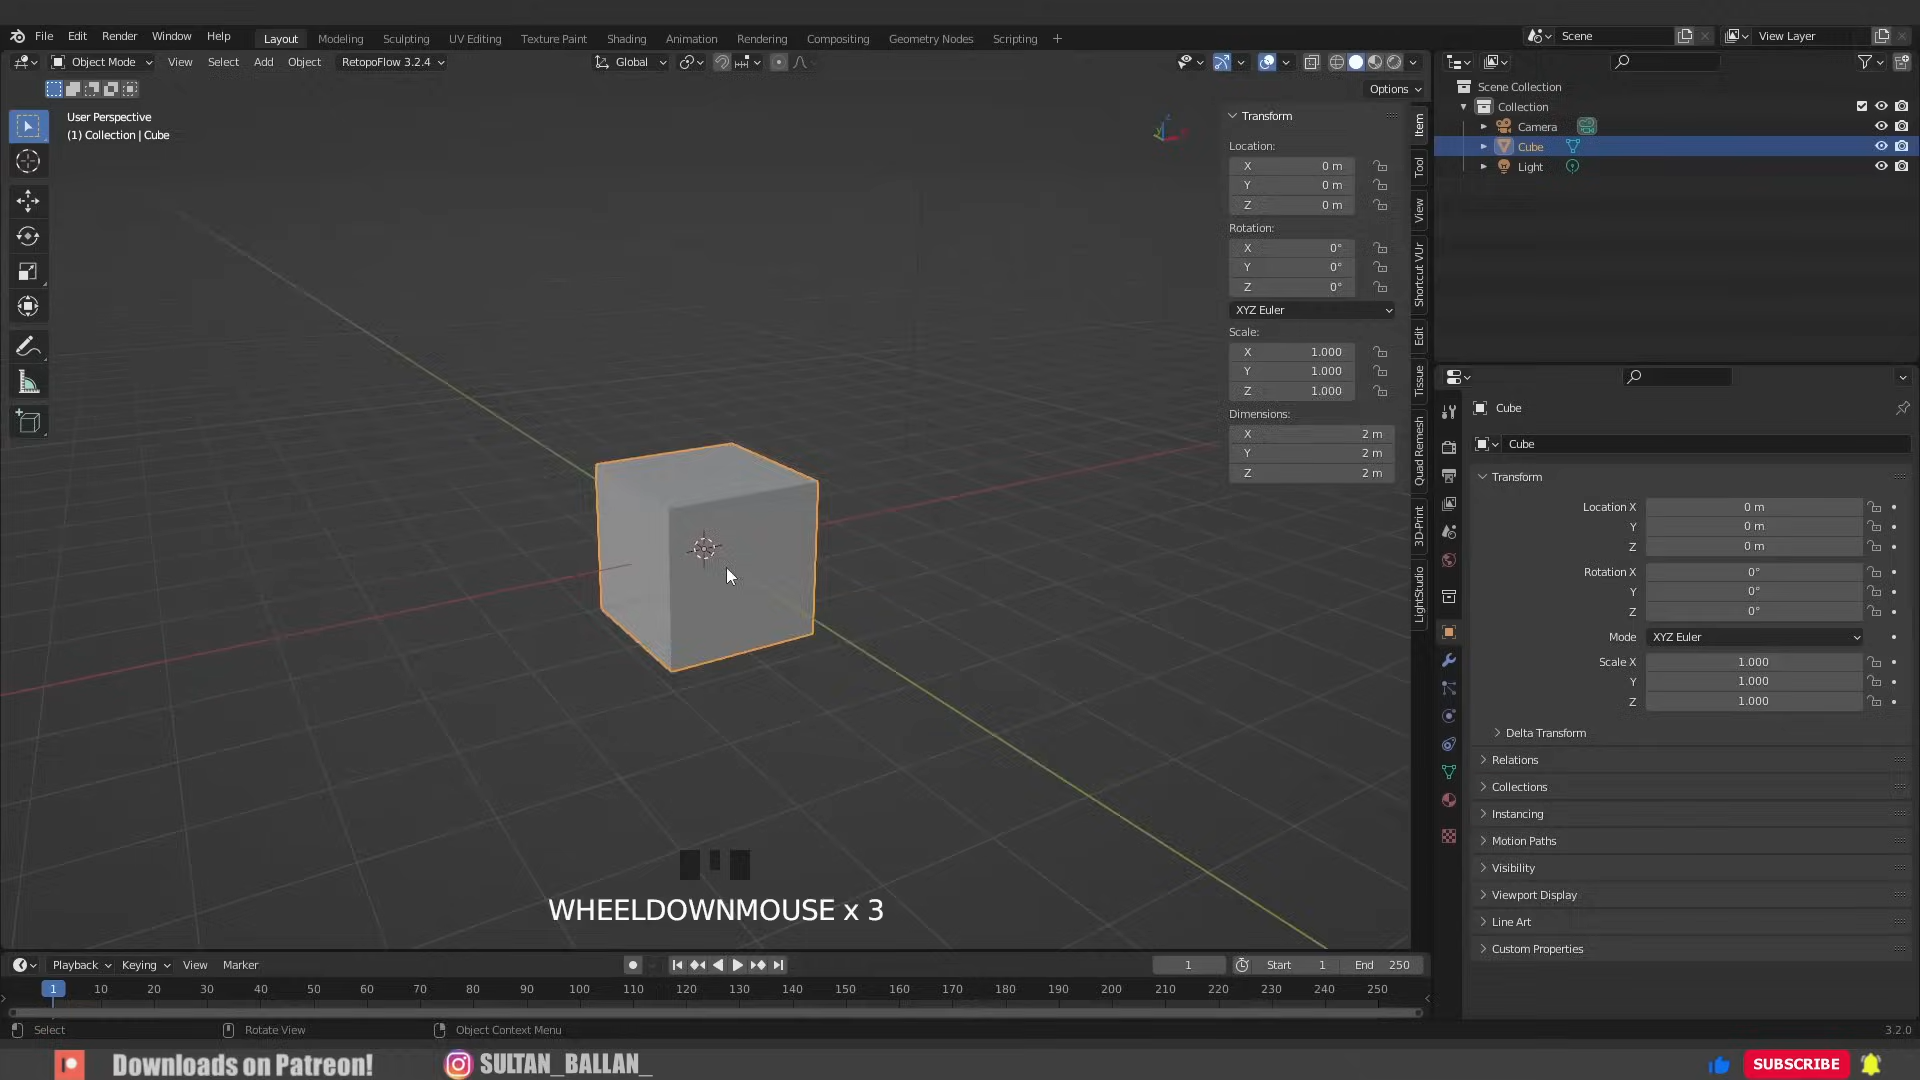 File Edit Render Window Help
Layout Modeling Sculpting UV Editing Texture Paint Shading Animation Rendering Compositing Geometry Nodes Scripting +
Scene
View Layer
Object Mode View Select Add Object RetopoFlow 3.2.4
Global
Options
User Perspective
(1) Collection | Cube
Transform
Location:
X 0 m
Y 0 m
Z 0 m
Rotation:
X 0°
Y 0°
Z 0°
XYZ Euler
Scale:
X 1.000
Y 1.000
Z 1.000
Dimensions:
X 2 m
Y 2 m
Z 2 m
Item
Tool
View
Shortcut VUr
Edit
Tissue
Quad Remesh
3D-Print
LightStudio
Scene Collection
Collection
Camera
Cube
Light
Cube
Cube
Transform
Location X 0 m
Y 0 m
Z 0 m
Rotation X 0°
Y 0°
Z 0°
Mode XYZ Euler
Scale X 1.000
Y 1.000
Z 1.000
Delta Transform
Relations
Collections
Instancing
Motion Paths
Visibility
Viewport Display
Line Art
Custom Properties
WHEELDOWNMOUSE x 3
Playback Keying View Marker
1
Start 1
End 250
1 10 20 30 40 50 60 70 80 90 100 110 120 130 140 150 160 170 180 190 200 210 220 230 240 250
Select
Rotate View
Object Context Menu
3.2.0
Downloads on Patreon!
SULTAN_BALLAN_
SUBSCRIBE